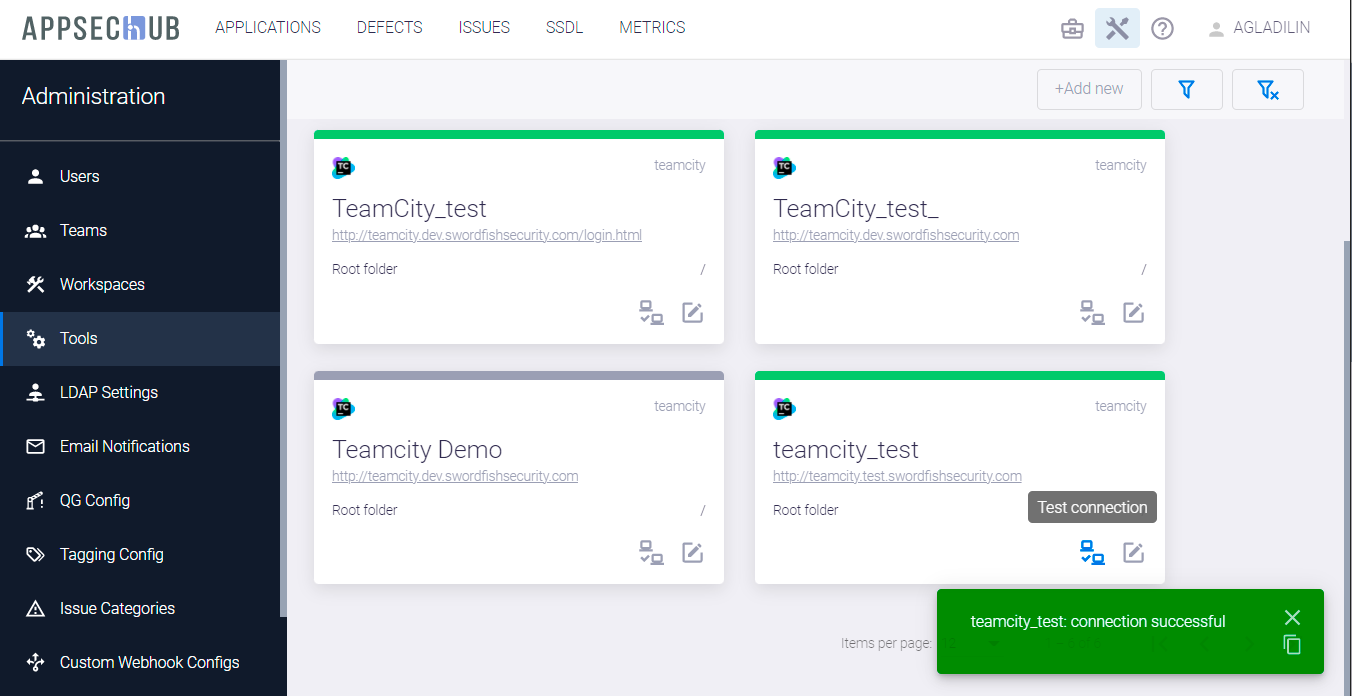 APPSECHUB
APPLICATIONS
DEFECTS
ISSUES
SSDL
METRICS
AGLADILIN
Administration
Users
Teams
Workspaces
Tools
LDAP Settings
Email Notifications
QG Config
Tagging Config
Issue Categories
Custom Webhook Configs
+Add new
TC
teamcity
TeamCity_test
http://teamcity.dev.swordfishsecurity.com/login.html
Root folder /
TC
teamcity
TeamCity_test_
http://teamcity.dev.swordfishsecurity.com
Root folder /
TC
teamcity
Teamcity Demo
http://teamcity.dev.swordfishsecurity.com
Root folder /
TC
teamcity
teamcity_test
http://teamcity.test.swordfishsecurity.com
Root folder
Test connection
Items per page:
teamcity_test: connection successful